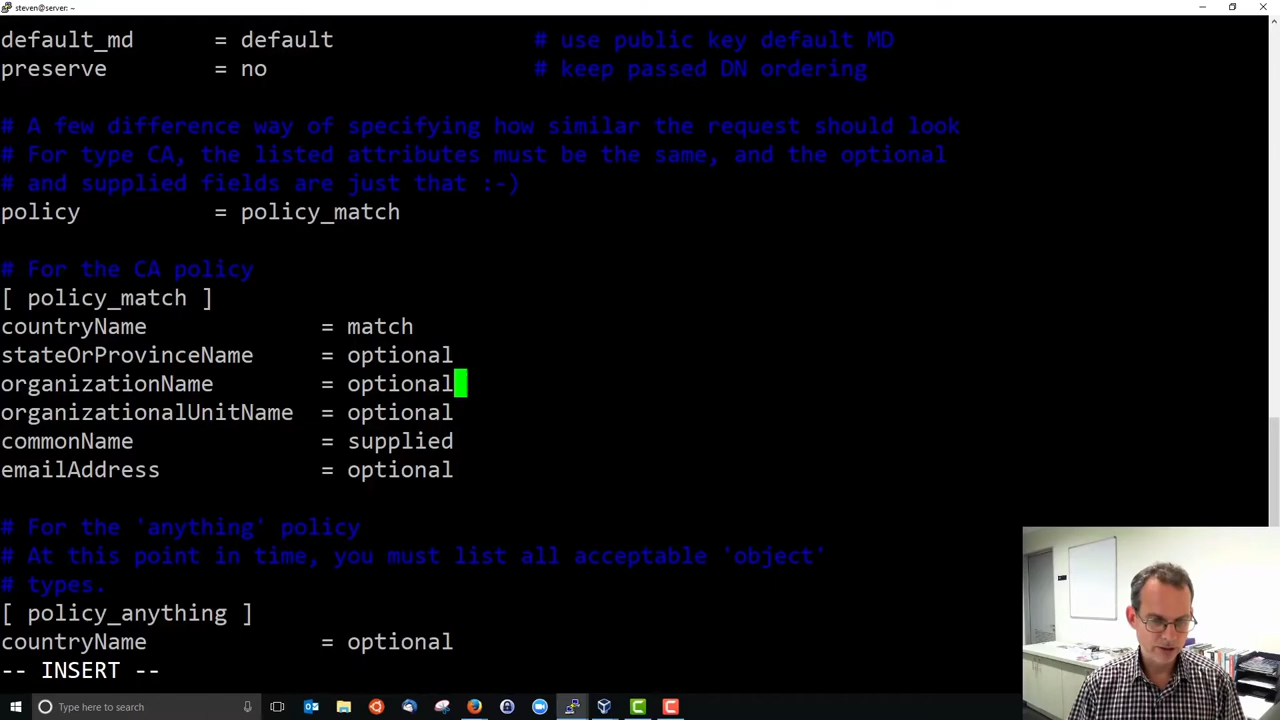 steven@server: ~
default_md = default # use public key default MD
preserve = no # keep passed DN ordering
# A few difference way of specifying how similar the request should look
# For type CA, the listed attributes must be the same, and the optional
# and supplied fields are just that :-)
policy = policy_match
# For the CA policy
[ policy_match ]
countryName = match
stateOrProvinceName = optional
organizationName = optional
organizationalUnitName = optional
commonName = supplied
emailAddress = optional
# For the 'anything' policy
# At this point in time, you must list all acceptable 'object'
# types.
[ policy_anything ]
countryName = optional
-- INSERT --
Type here to search